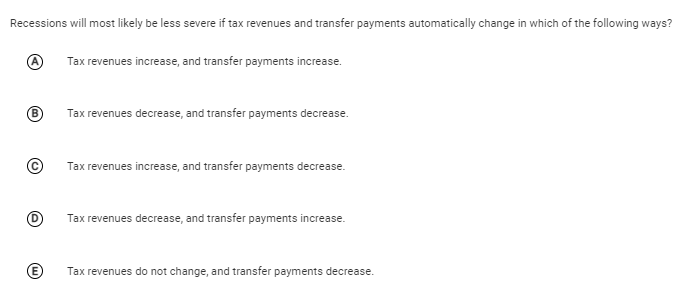 Recessions will most likely be less severe if tax revenues and transfer payments automatically change in which of the following ways?
A Tax revenues increase, and transfer payments increase.
B Tax revenues decrease, and transfer payments decrease.
C Tax revenues increase, and transfer payments decrease.
D Tax revenues decrease, and transfer payments increase.
E Tax revenues do not change, and transfer payments decrease.